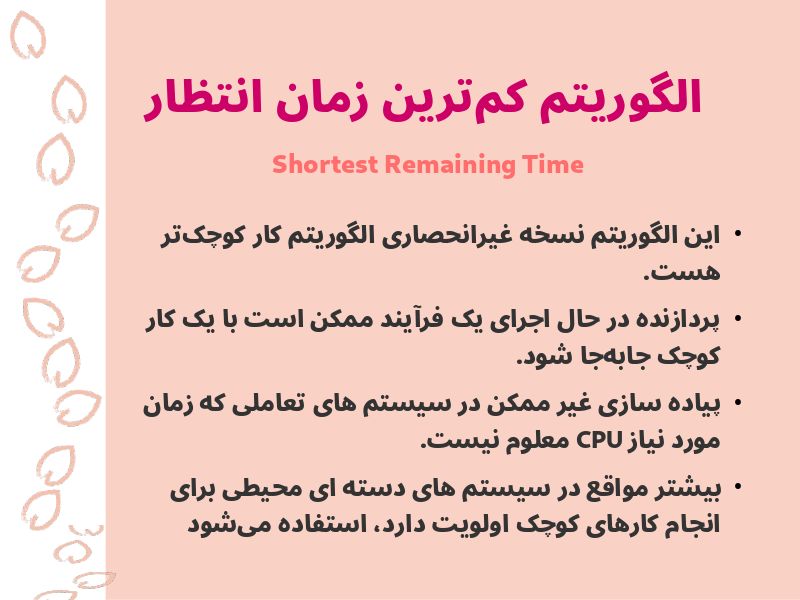 الگوریتم کم‌ترین زمان انتظار
Shortest Remaining Time
• این الگوریتم نسخه غیرانحصاری الگوریتم کار کوچک‌تر
هست.
• پردازنده در حال اجرای یک فرآیند ممکن است با یک کار
کوچک جابه‌جا شود.
• پیاده سازی غیر ممکن در سیستم های تعاملی که زمان
مورد نیاز CPU معلوم نیست.
• بیشتر مواقع در سیستم های دسته ای محیطی برای
انجام کارهای کوچک اولویت دارد، استفاده می‌شود